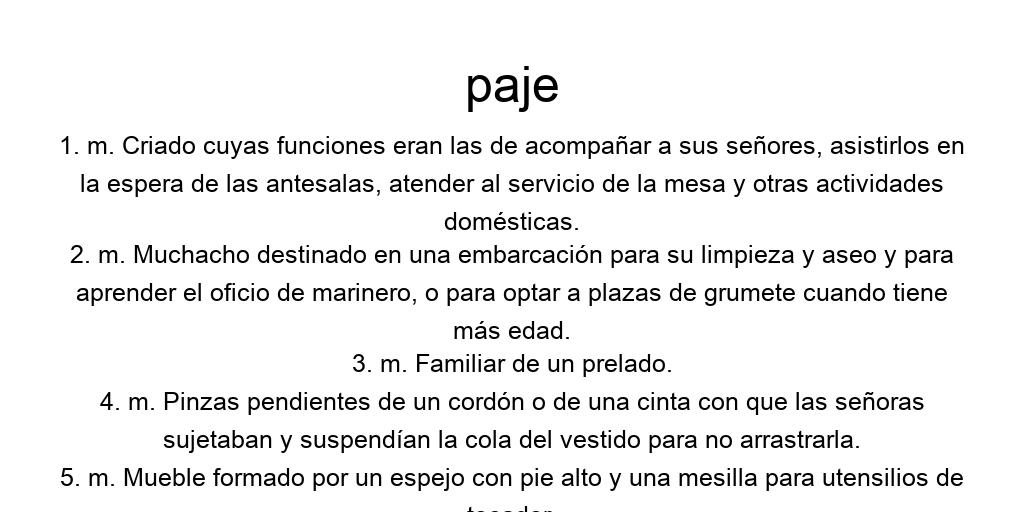 paje
1. m. Criado cuyas funciones eran las de acompañar a sus señores, asistirlos en
la espera de las antesalas, atender al servicio de la mesa y otras actividades
domésticas.
2. m. Muchacho destinado en una embarcación para su limpieza y aseo y para
aprender el oficio de marinero, o para optar a plazas de grumete cuando tiene
más edad.
3. m. Familiar de un prelado.
4. m. Pinzas pendientes de un cordón o de una cinta con que las señoras
sujetaban y suspendían la cola del vestido para no arrastrarla.
5. m. Mueble formado por un espejo con pie alto y una mesilla para utensilios de